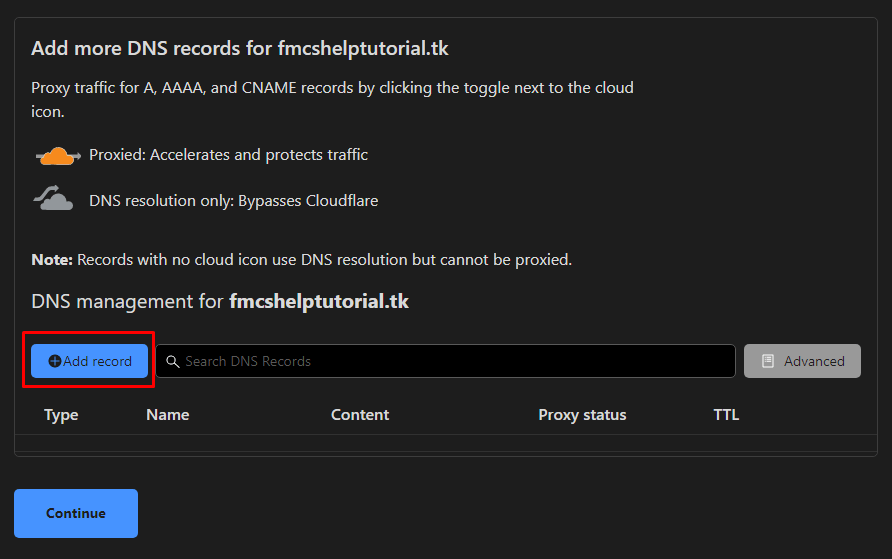 Add more DNS records for fmcshelptutorial.tk
Proxy traffic for A, AAAA, and CNAME records by clicking the toggle next to the cloud
icon.
Proxied: Accelerates and protects traffic
DNS resolution only: Bypasses Cloudflare
Note: Records with no cloud icon use DNS resolution but cannot be proxied.
DNS management for fmcshelptutorial.tk
Add record Search DNS Records Advanced
Type Name Content Proxy status TTL
Continue